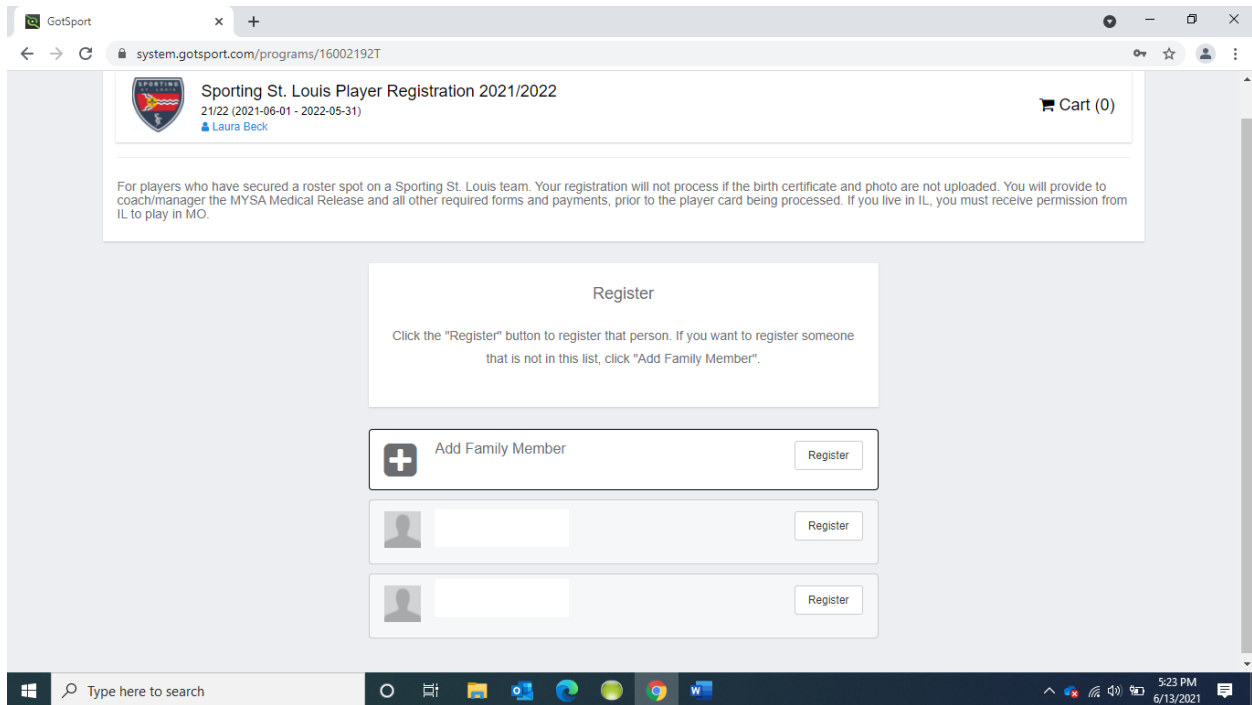 GotSport
system.gotsport.com/programs/16002192T
SPORTING
ST. LOUIS
Sporting St. Louis Player Registration 2021/2022
21/22 (2021-06-01 - 2022-05-31)
Laura Beck
Cart (0)
For players who have secured a roster spot on a Sporting St. Louis team. Your registration will not process if the birth certificate and photo are not uploaded. You will provide to
coach/manager the MYSA Medical Release and all other required forms and payments, prior to the player card being processed. If you live in IL, you must receive permission from
IL to play in MO.
Register
Click the "Register" button to register that person. If you want to register someone
that is not in this list, click "Add Family Member".
Add Family Member
Register
Register
Register
Type here to search
5:23 PM
6/13/2021